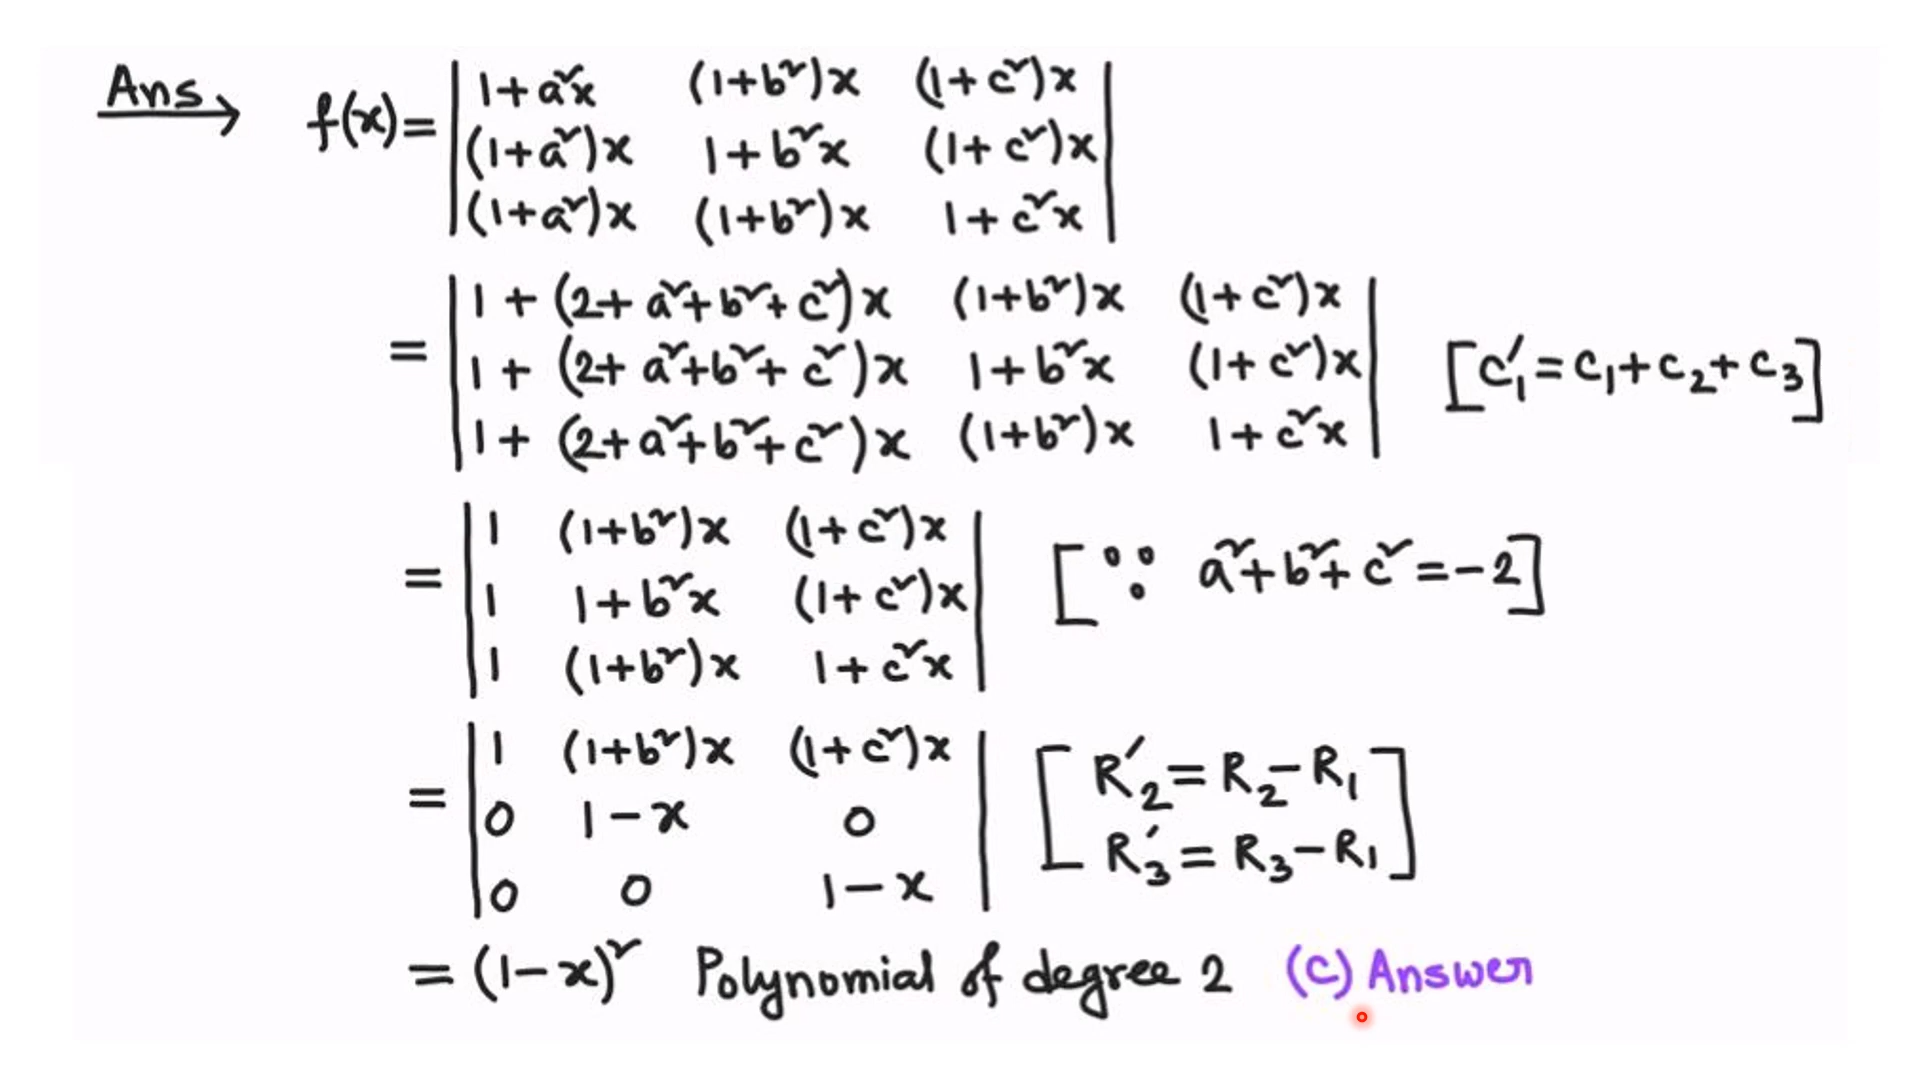 Ans → f(x) = | 1+a²x (1+b²)x (1+c²)x |
| (1+a²)x 1+b²x (1+c²)x |
| (1+a²)x (1+b²)x 1+c²x |
= | 1+(2+a²+b²+c²)x (1+b²)x (1+c²)x |
| 1+(2+a²+b²+c²)x 1+b²x (1+c²)x | [C₁′=C₁+C₂+C₃]
| 1+(2+a²+b²+c²)x (1+b²)x 1+c²x |
= | 1 (1+b²)x (1+c²)x |
| 1 1+b²x (1+c²)x | [∵ a²+b²+c²=-2]
| 1 (1+b²)x 1+c²x |
= | 1 (1+b²)x (1+c²)x |
| 0 1-x 0 | [R₂′=R₂-R₁
| 0 0 1-x | R₃′=R₃-R₁]
= (1-x)² Polynomial of degree 2 (C) Answer